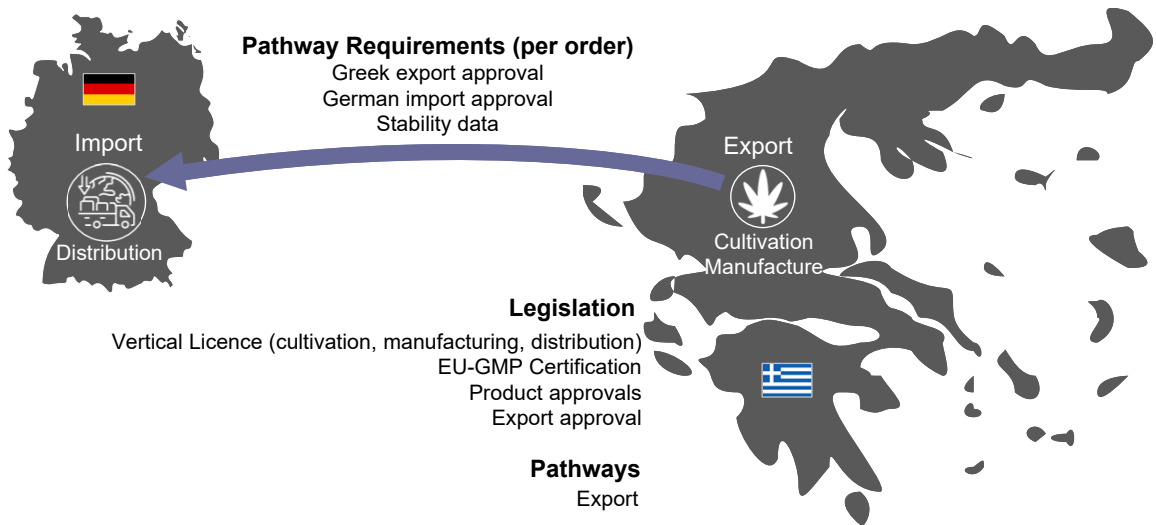 Pathway Requirements (per order)
Greek export approval
German import approval
Stability data
Import
Distribution
Export
Cultivation
Manufacture
Legislation
Vertical Licence (cultivation, manufacturing, distribution)
EU-GMP Certification
Product approvals
Export approval
Pathways
Export